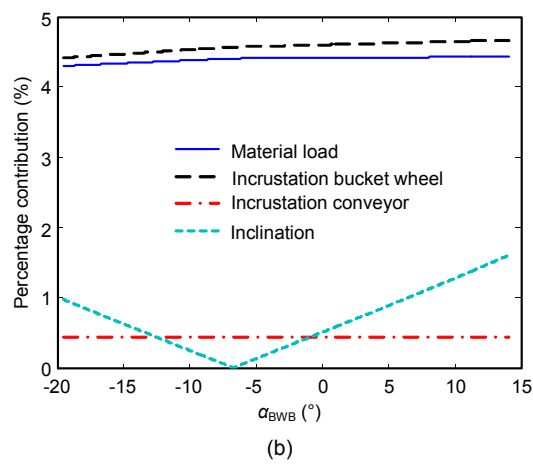 5
4
3
2
1
0
Percentage contribution (%)
Material load
Incrustation bucket wheel
Incrustation conveyor
Inclination
-20 -15 -10 -5 0 5 10 15
α_BWB (°)
(b)